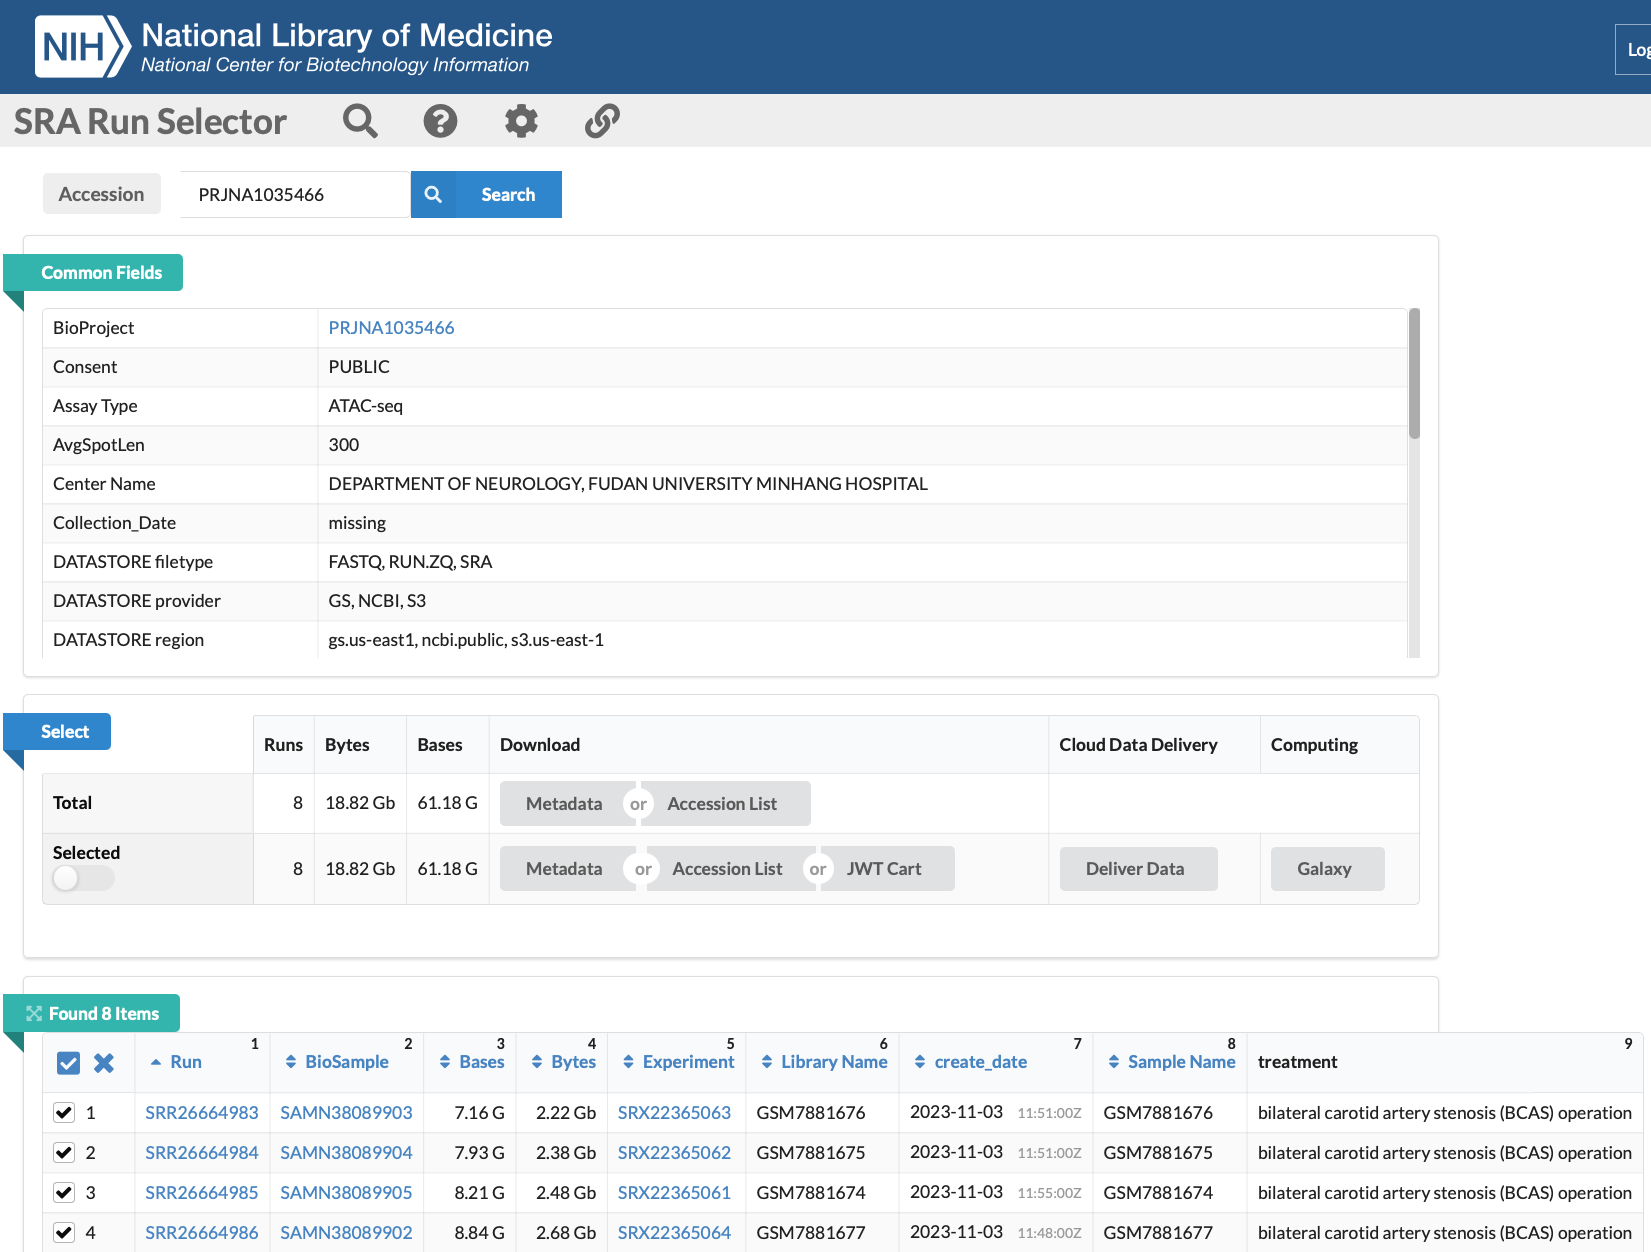 NIH National Library of Medicine
National Center for Biotechnology Information
Log
SRA Run Selector
Accession PRJNA1035466 Search
Common Fields
BioProject PRJNA1035466
Consent PUBLIC
Assay Type ATAC-seq
AvgSpotLen 300
Center Name DEPARTMENT OF NEUROLOGY, FUDAN UNIVERSITY MINHANG HOSPITAL
Collection_Date missing
DATASTORE filetype FASTQ, RUN.ZQ, SRA
DATASTORE provider GS, NCBI, S3
DATASTORE region gs.us-east1, ncbi.public, s3.us-east-1
Select
Runs Bytes Bases Download Cloud Data Delivery Computing
Total 8 18.82 Gb 61.18 G Metadata or Accession List
Selected 8 18.82 Gb 61.18 G Metadata or Accession List or JWT Cart Deliver Data Galaxy
Found 8 Items
1 2 3 4 5 6 7 8 9
Run BioSample Bases Bytes Experiment Library Name create_date Sample Name treatment
1 SRR26664983 SAMN38089903 7.16 G 2.22 Gb SRX22365063 GSM7881676 2023-11-03 11:51:00Z GSM7881676 bilateral carotid artery stenosis (BCAS) operation
2 SRR26664984 SAMN38089904 7.93 G 2.38 Gb SRX22365062 GSM7881675 2023-11-03 11:51:00Z GSM7881675 bilateral carotid artery stenosis (BCAS) operation
3 SRR26664985 SAMN38089905 8.21 G 2.48 Gb SRX22365061 GSM7881674 2023-11-03 11:55:00Z GSM7881674 bilateral carotid artery stenosis (BCAS) operation
4 SRR26664986 SAMN38089902 8.84 G 2.68 Gb SRX22365064 GSM7881677 2023-11-03 11:48:00Z GSM7881677 bilateral carotid artery stenosis (BCAS) operation